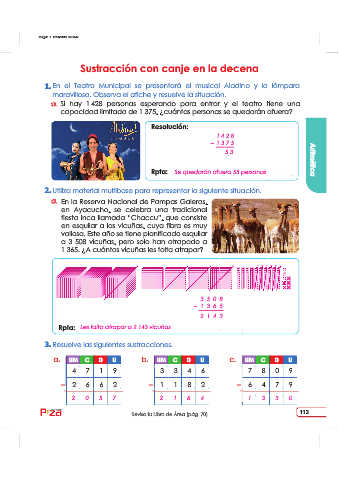 Sustracción con canje en la decena
1. En el Teatro Municipal se presentará el musical Aladino y la lámpara
maravillosa. Observa el afiche y resuelve la situación.
a. Si hay 1 428 personas esperando para entrar y el teatro tiene una
capacidad limitada de 1 375, ¿cuántas personas se quedarán afuera?
Resolución:
1 4 2 8
– 1 3 7 5
5 3
Rpta: Se quedarán afuera 53 personas
Aritmética
2. Utiliza material multibase para representar la siguiente situación.
a. En la Reserva Nacional de Pampas Galeras,
en Ayacucho, se celebra una tradicional
fiesta inca llamada “Chaccu”, que consiste
en esquilar a las vicuñas, cuya fibra es muy
valiosa. Este año se tiene planificado esquilar
a 3 508 vicuñas, pero solo han atrapado a
1 365. ¿A cuántas vicuñas les falta atrapar?
3 5 0 8
– 1 3 6 5
2 1 4 3
Rpta: Les falta atrapar a 2 143 vicuñas
3. Resuelve las siguientes sustracciones.
a. UM C D U b. UM C D U c. UM C D U
4 7 1 9 3 3 4 6 7 8 0 9
– 2 6 6 2 – 1 1 8 2 – 6 4 7 9
2 0 5 7 2 1 6 4 1 3 3 0
Revisa tu Libro de Área (pág. 70)
113